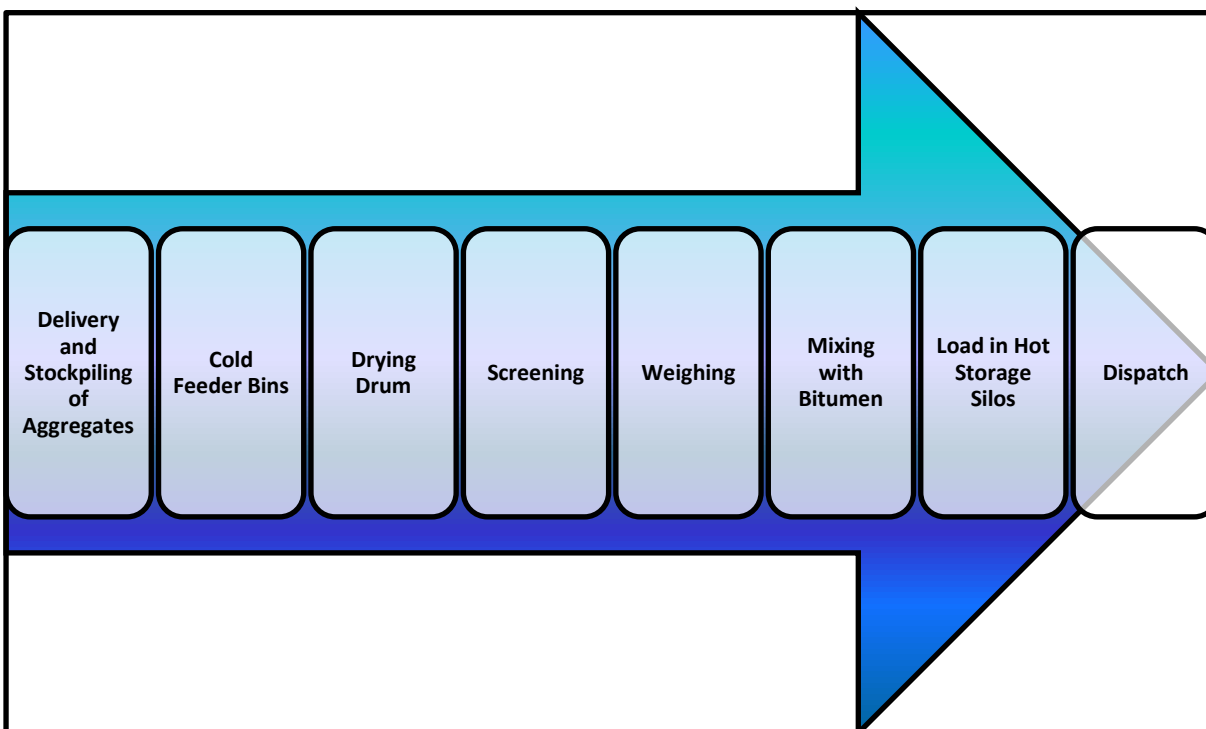 Delivery
and
Stockpiling
of
Aggregates
Cold
Feeder Bins
Drying
Drum
Screening
Weighing
Mixing
with
Bitumen
Load in Hot
Storage
Silos
Dispatch